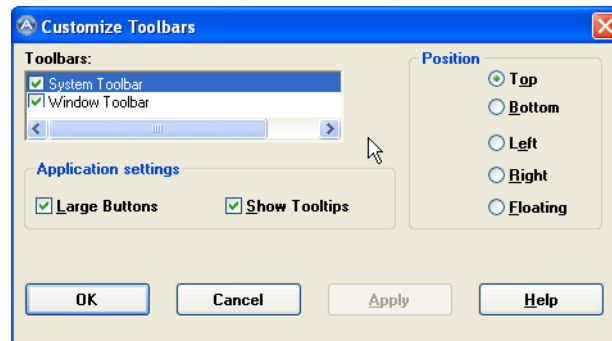 Customize Toolbars
Toolbars:
System Toolbar
Window Toolbar
Application settings
Large Buttons
Show Tooltips
Position
Top
Bottom
Left
Right
Floating
OK
Cancel
Apply
Help